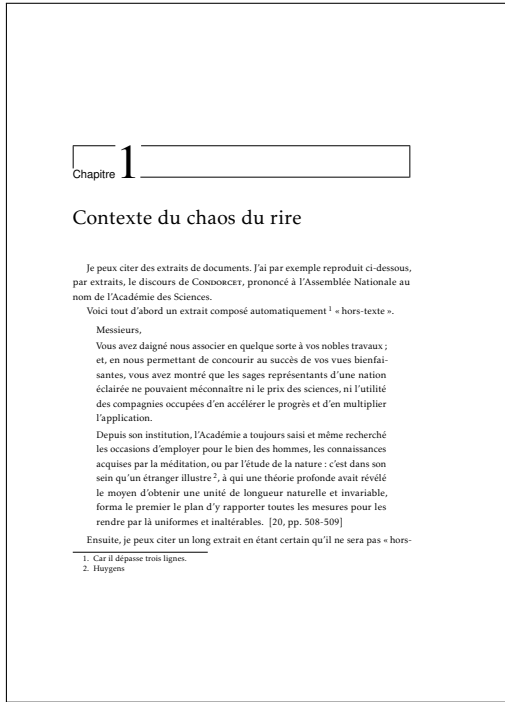 Chapitre 1
Contexte du chaos du rire
Je peux citer des extraits de documents. J'ai par exemple reproduit ci-dessous,
par extraits, le discours de Condorcet, prononcé à l'Assemblée Nationale au
nom de l'Académie des Sciences.
Voici tout d'abord un extrait composé automatiquement 1 « hors-texte ».
Messieurs,
Vous avez daigné nous associer en quelque sorte à vos nobles travaux ;
et, en nous permettant de concourir au succès de vos vues bienfai-
santes, vous avez montré que les sages représentants d'une nation
éclairée ne pouvaient méconnaître ni le prix des sciences, ni l'utilité
des compagnies occupées d'en accélérer le progrès et d'en multiplier
l'application.
Depuis son institution, l'Académie a toujours saisi et même recherché
les occasions d'employer pour le bien des hommes, les connaissances
acquises par la méditation, ou par l'étude de la nature : c'est dans son
sein qu'un étranger illustre 2, à qui une théorie profonde avait révélé
le moyen d'obtenir une unité de longueur naturelle et invariable,
forma le premier le plan d'y rapporter toutes les mesures pour les
rendre par là uniformes et inaltérables. [20, pp. 508-509]
Ensuite, je peux citer un long extrait en étant certain qu'il ne sera pas « hors-
1. Car il dépasse trois lignes.
2. Huygens